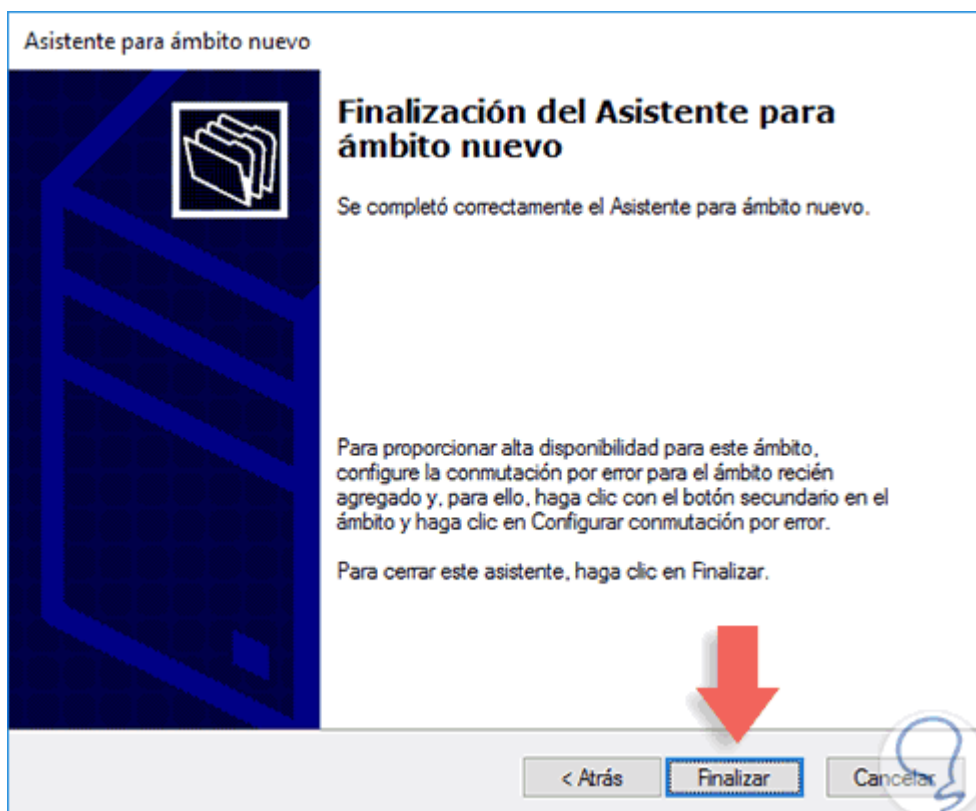 Asistente para ámbito nuevo
Finalización del Asistente para
ámbito nuevo
Se completó correctamente el Asistente para ámbito nuevo.
Para proporcionar alta disponibilidad para este ámbito,
configure la conmutación por error para el ámbito recién
agregado y, para ello, haga clic con el botón secundario en el
ámbito y haga clic en Configurar conmutación por error.
Para cerrar este asistente, haga clic en Finalizar.
< Atrás
Finalizar
Cancelar